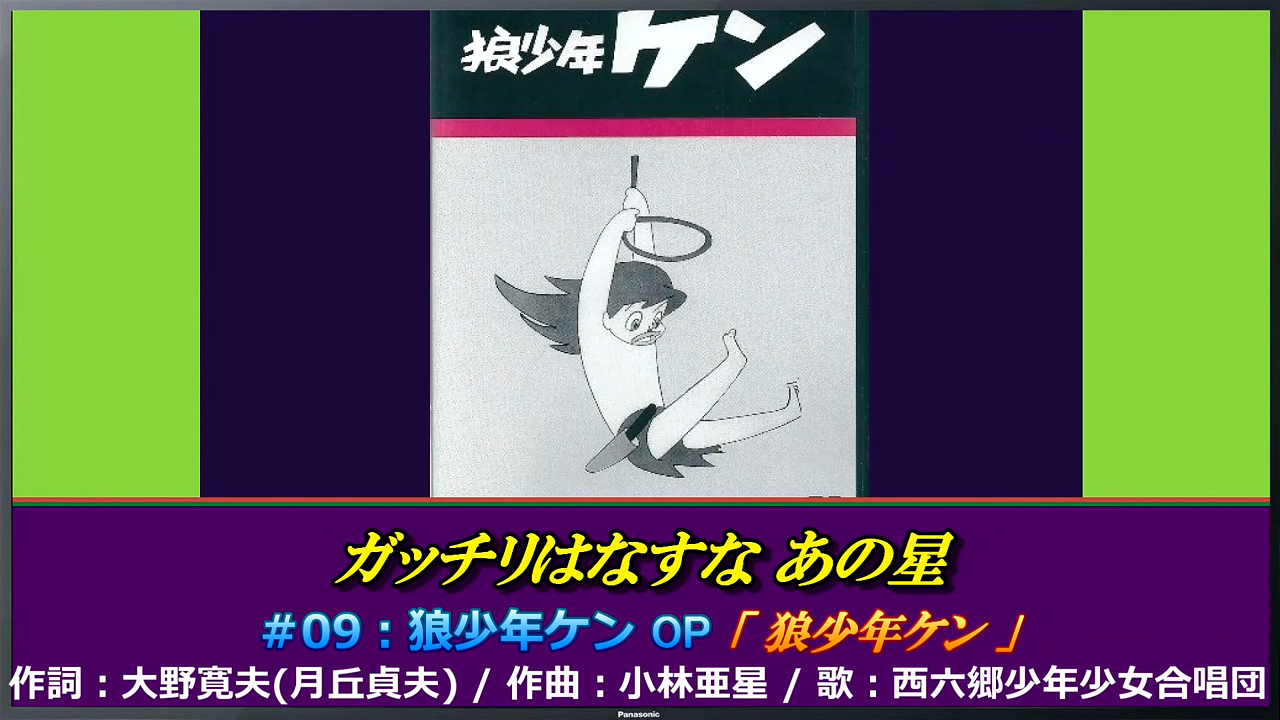 狼少年ケン
ガッチリはなすな あの星
#09：狼少年ケン OP「狼少年ケン」
作詞：大野寛夫(月丘貞夫) / 作曲：小林亜星 / 歌：西六郷少年少女合唱団
Panasonic